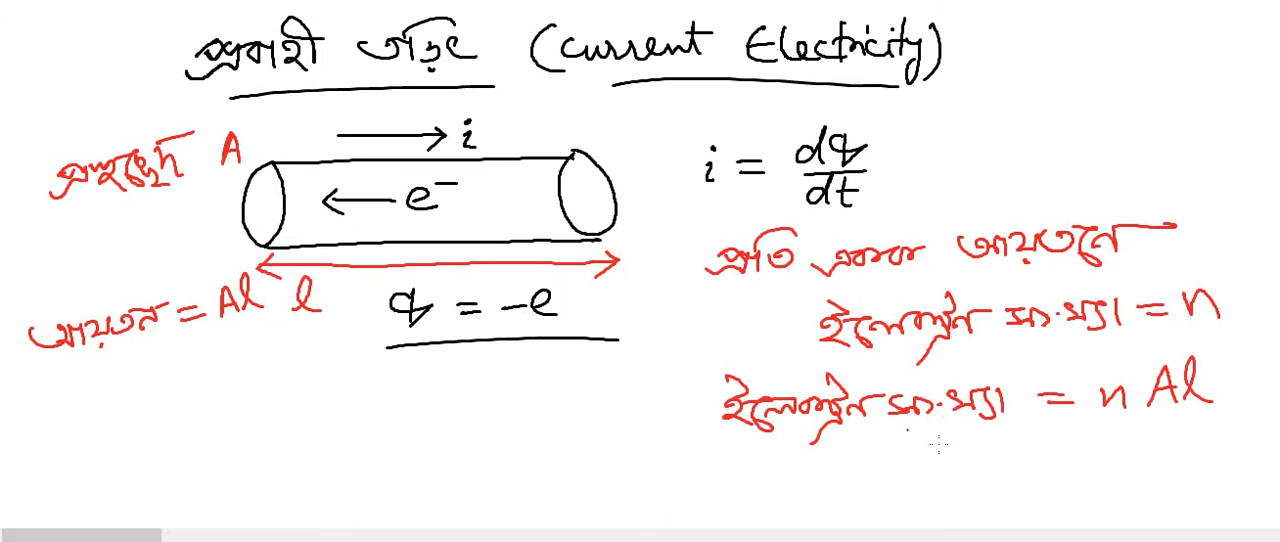 প্রবাহী তড়িৎ (Current Electricity)
প্রস্থচ্ছেদ A
i
e⁻
i = dq/dt
l
আয়তন = Al
q = -e
প্রতি একক আয়তনে
ইলেকট্রন সংখ্যা = n
ইলেকট্রন সংখ্যা = n Al